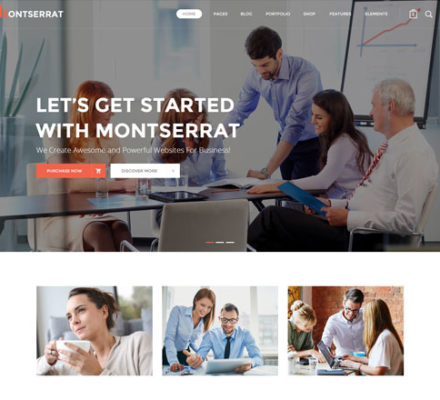 ONTSERRAT
HOME PAGES BLOG PORTFOLIO SHOP FEATURES ELEMENTS
LET'S GET STARTED
WITH MONTSERRAT
We Create Awesome and Powerful Websites For Business!
PURCHASE NOW DISCOVER MORE